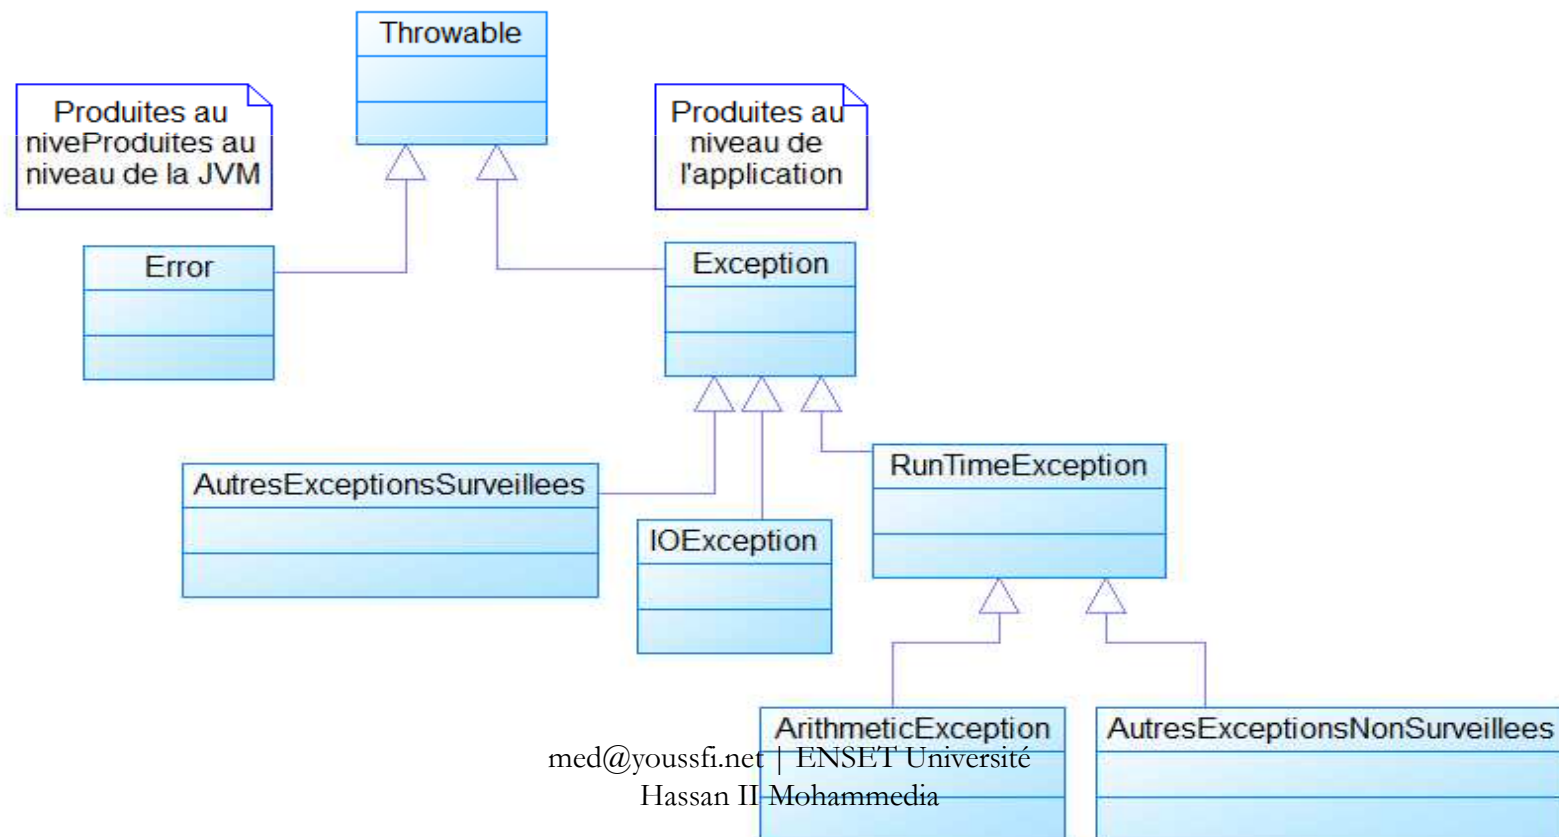 Throwable
Produites au
niveProduites au
niveau de la JVM
Produites au
niveau de
l'application
Error
Exception
AutresExceptionsSurveillees
IOException
RunTimeException
ArithmeticException
AutresExceptionsNonSurveillees
med@youssfi.net | ENSET Université
Hassan II Mohammedia